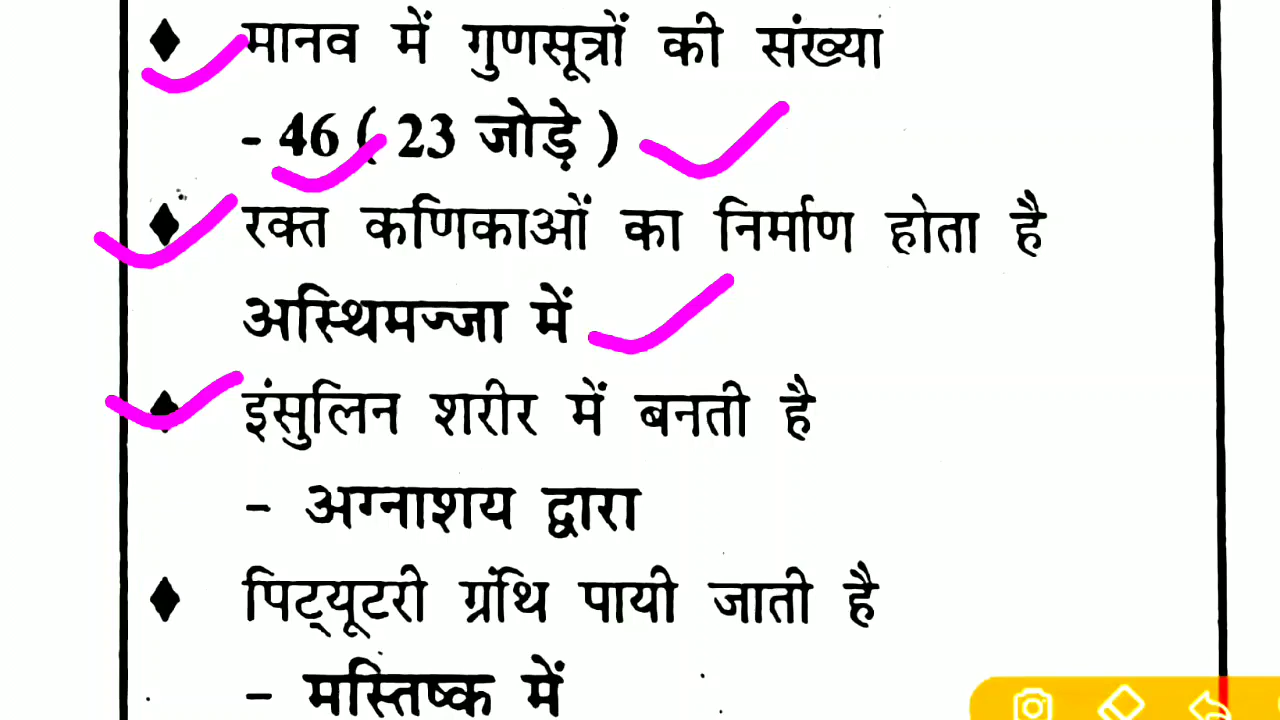 ♦ मानव में गुणसूत्रों की संख्या
- 46 ( 23 जोड़े )
♦ रक्त कणिकाओं का निर्माण होता है
अस्थिमज्जा में
♦ इंसुलिन शरीर में बनती है
- अग्नाशय द्वारा
♦ पिट्यूटरी ग्रंथि पायी जाती है
- मस्तिष्क में